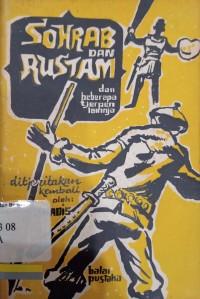 SOHRAB
DAN
RUSTAM
dan
beberapa
tjerpen
lainnja
ditjeritakan
kembali
oleh:
balai
pustaka